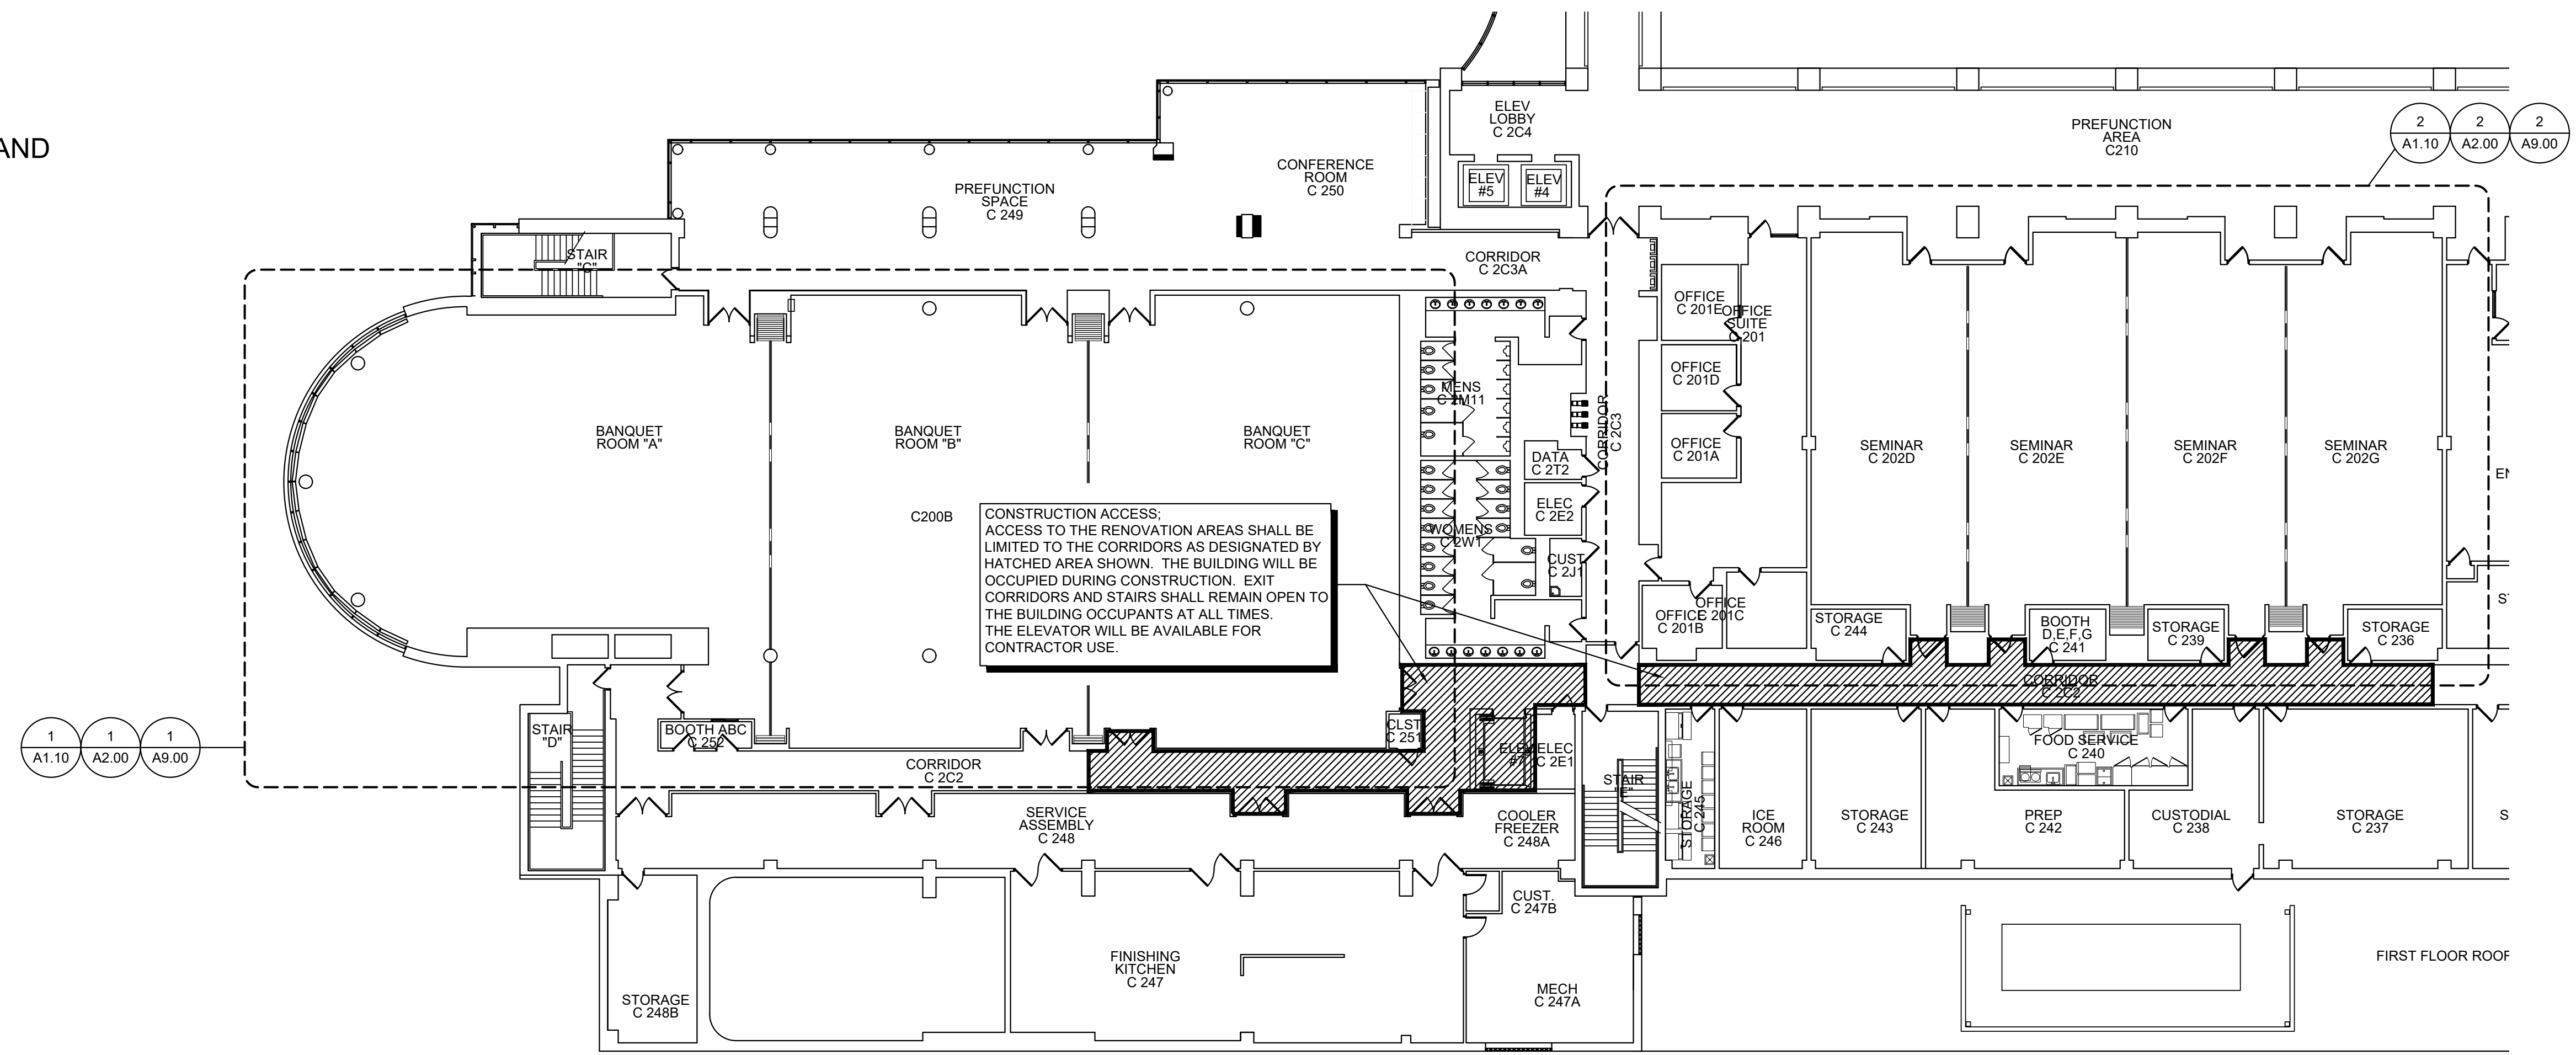 AND
ELEV
LOBBY
C 2C4
PREFUNCTION
AREA
C210
2
A1.10
2
A2.00
2
A9.00
CONFERENCE
ROOM
C 250
ELEV
#5
ELEV
#4
PREFUNCTION
SPACE
C 249
STAIR
"C"
CORRIDOR
C 2C3A
OFFICE
C 201E
OFFICE
SUITE
C 201
OFFICE
C 201D
MENS
C 2M11
CORRIDOR
C 2C3
BANQUET
ROOM "A"
BANQUET
ROOM "B"
BANQUET
ROOM "C"
OFFICE
C 201A
SEMINAR
C 202D
SEMINAR
C 202E
SEMINAR
C 202F
SEMINAR
C 202G
DATA
C 2T2
EN
C200B
ELEC
C 2E2
CONSTRUCTION ACCESS;
ACCESS TO THE RENOVATION AREAS SHALL BE
LIMITED TO THE CORRIDORS AS DESIGNATED BY
HATCHED AREA SHOWN.  THE BUILDING WILL BE
OCCUPIED DURING CONSTRUCTION.  EXIT
CORRIDORS AND STAIRS SHALL REMAIN OPEN TO
THE BUILDING OCCUPANTS AT ALL TIMES.
THE ELEVATOR WILL BE AVAILABLE FOR
CONTRACTOR USE.
WOMENS
C 2W1
CUST.
C 2J1
OFFICE
C 201B
OFFICE
C 201C
STORAGE
C 244
BOOTH
D,E,F,G
C 241
STORAGE
C 239
STORAGE
C 236
ST
CORRIDOR
C 2C2
1
A1.10
1
A2.00
1
A9.00
STAIR
"D"
BOOTH ABC
C 252
CLST
C 251
CORRIDOR
C 2C2
ELEV
#7
ELEC
C 2E1
STAIR
"E"
FOOD SERVICE
C 240
SERVICE
ASSEMBLY
C 248
COOLER
FREEZER
C 248A
STORAGE
C 245
ICE
ROOM
C 246
STORAGE
C 243
PREP
C 242
CUSTODIAL
C 238
STORAGE
C 237
S
CUST.
C 247B
FINISHING
KITCHEN
C 247
FIRST FLOOR ROOF
STORAGE
C 248B
MECH
C 247A